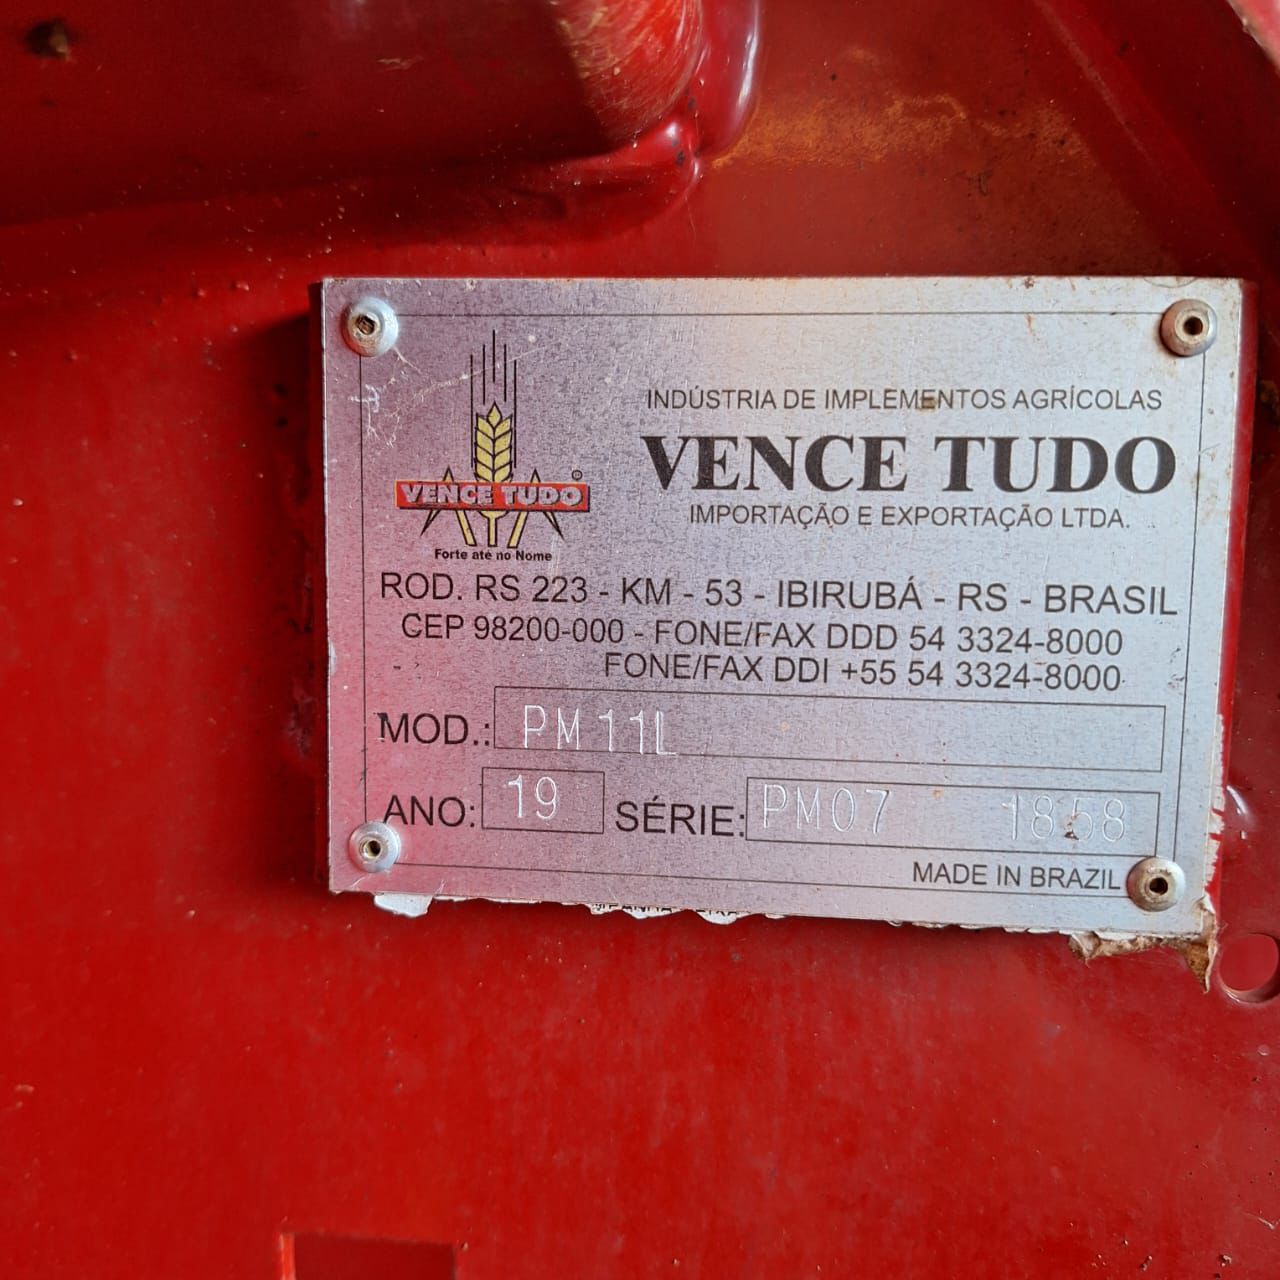 INDÚSTRIA DE IMPLEMENTOS AGRÍCOLAS
VENCE TUDO
IMPORTAÇÃO E EXPORTAÇÃO LTDA.
VENCE TUDO ®
Forte até no Nome
ROD. RS 223 - KM - 53 - IBIRUBÁ - RS - BRASIL
CEP 98200-000 - FONE/FAX DDD 54 3324-8000
FONE/FAX DDI +55 54 3324-8000
MOD.: PM11L
ANO: 19 SÉRIE: PM07 1858
MADE IN BRAZIL